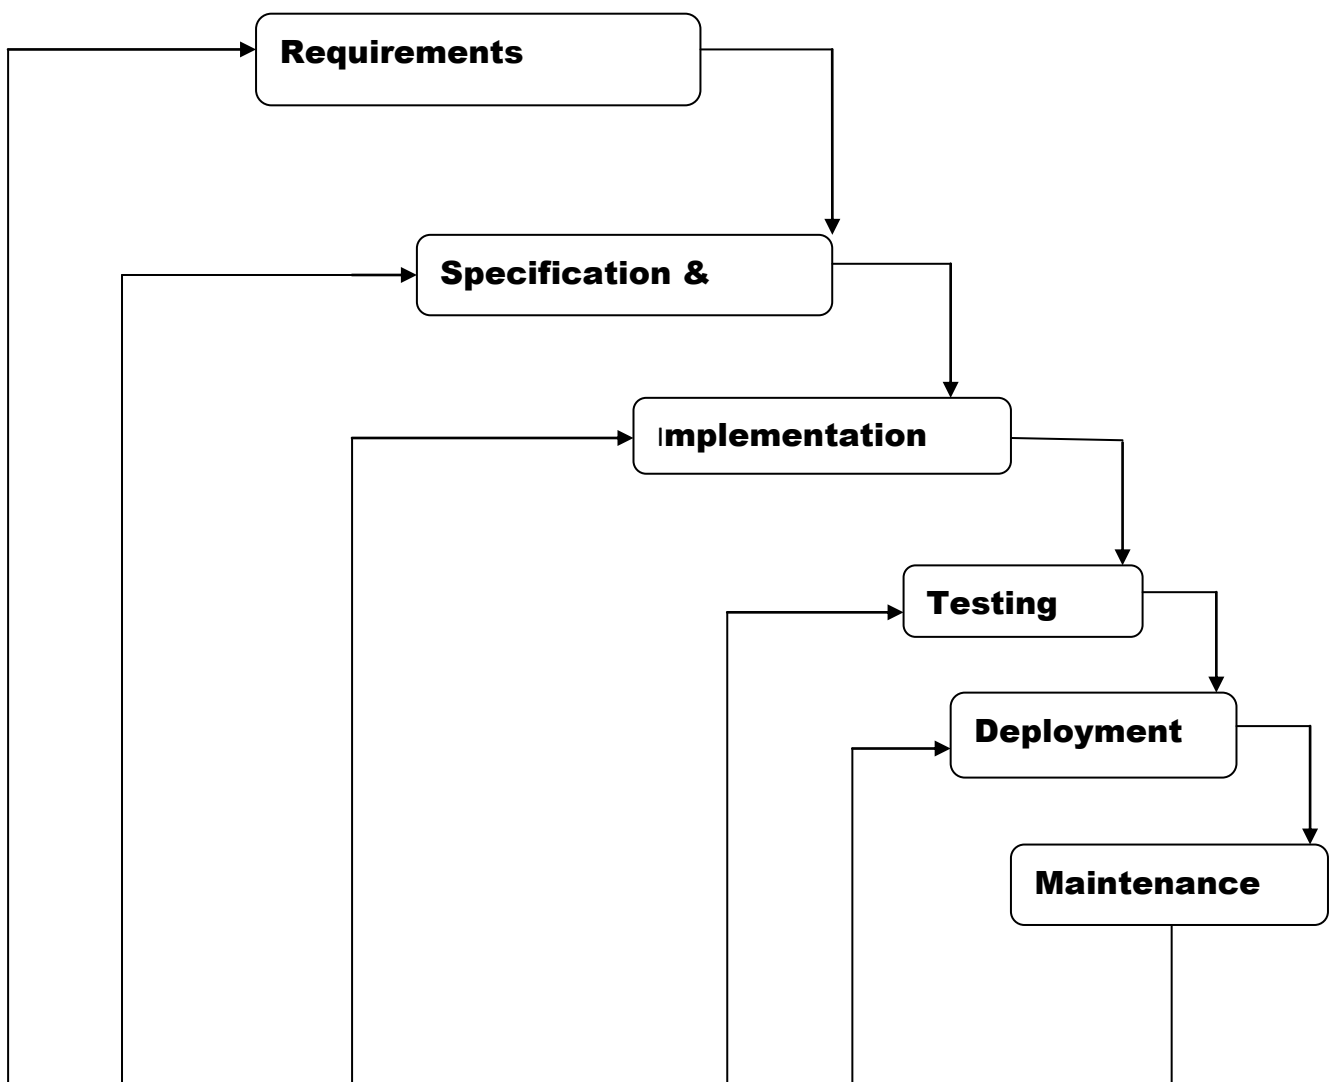 Requirements
Specification &
Implementation
Testing
Deployment
Maintenance